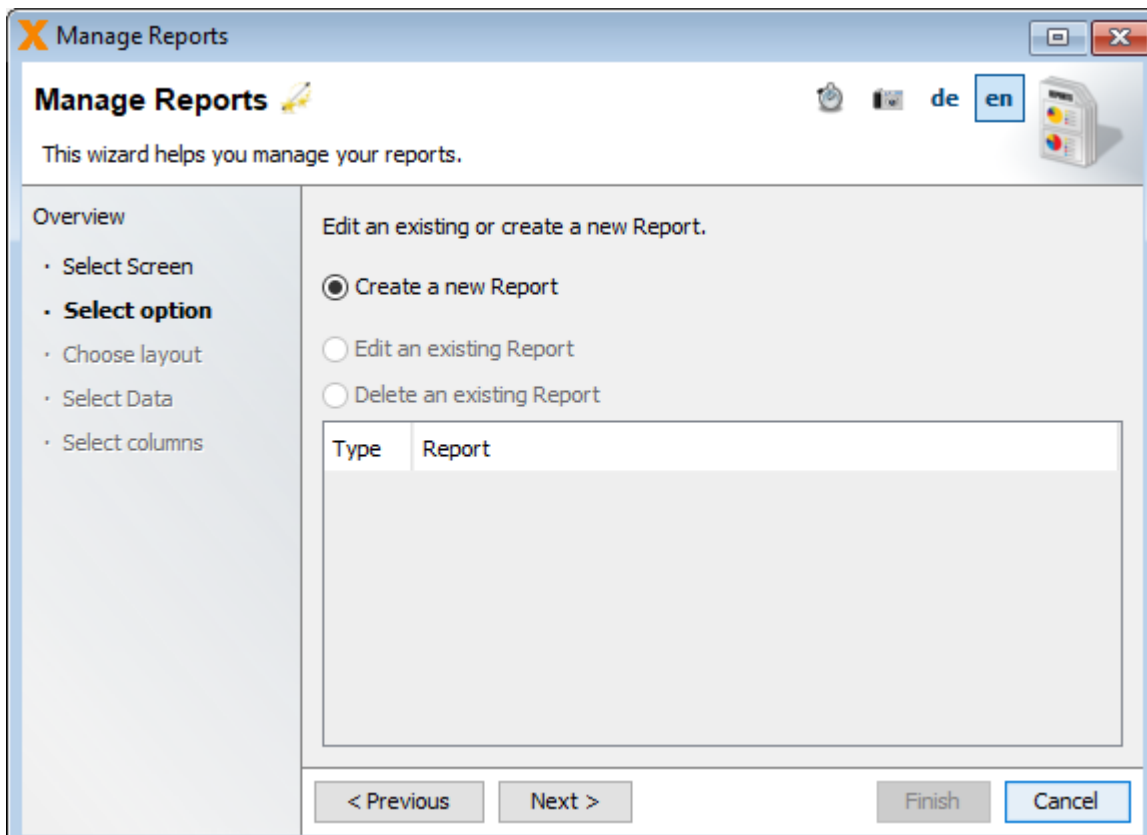 Manage Reports
Manage Reports
de en
This wizard helps you manage your reports.
Overview
· Select Screen
· Select option
· Choose layout
· Select Data
· Select columns
Edit an existing or create a new Report.
Create a new Report
Edit an existing Report
Delete an existing Report
Type Report
< Previous Next > Finish Cancel